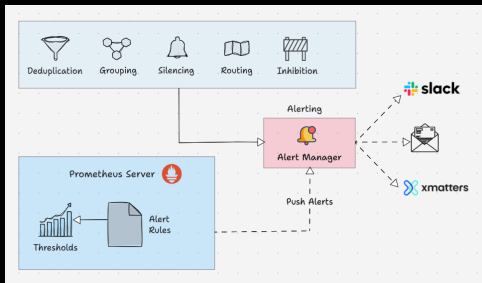 Deduplication
Grouping
Silencing
Routing
Inhibition
Alerting
Alert Manager
slack
xmatters
Prometheus Server
Push Alerts
Alert
Rules
Thresholds